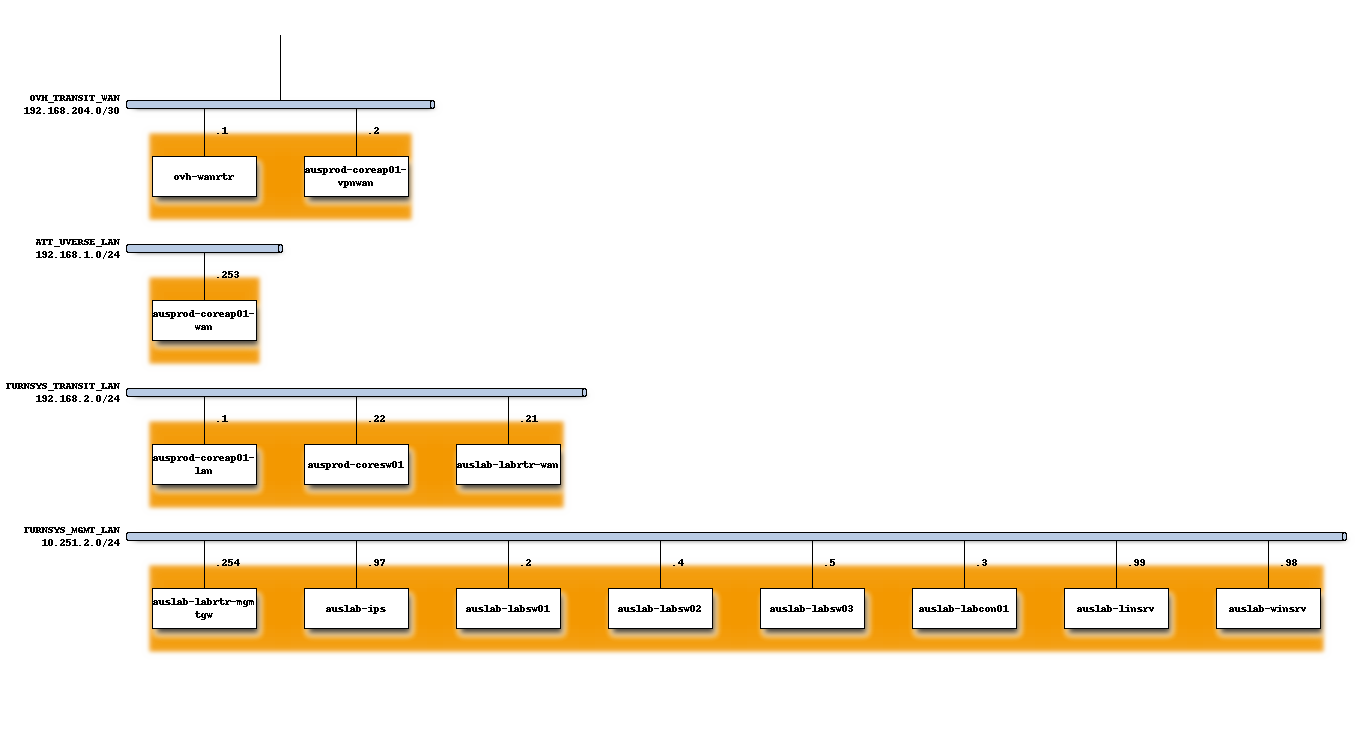 OVH_TRANSIT_WAN
192.168.204.0/30
.1
.2
ovh-wanrtr
ausprod-coreap01-
vpnwan
ATT_UVERSE_LAN
192.168.1.0/24
.253
ausprod-coreap01-
wan
TURNSYS_TRANSIT_LAN
192.168.2.0/24
.1
.22
.21
ausprod-coreap01-
lan
ausprod-coresw01
auslab-labrtr-wan
TURNSYS_MGMT_LAN
10.251.2.0/24
.254
.97
.2
.4
.5
.3
.99
.98
auslab-labrtr-mgm
tgw
auslab-ips
auslab-labsw01
auslab-labsw02
auslab-labsw03
auslab-labcon01
auslab-linsrv
auslab-winsrv